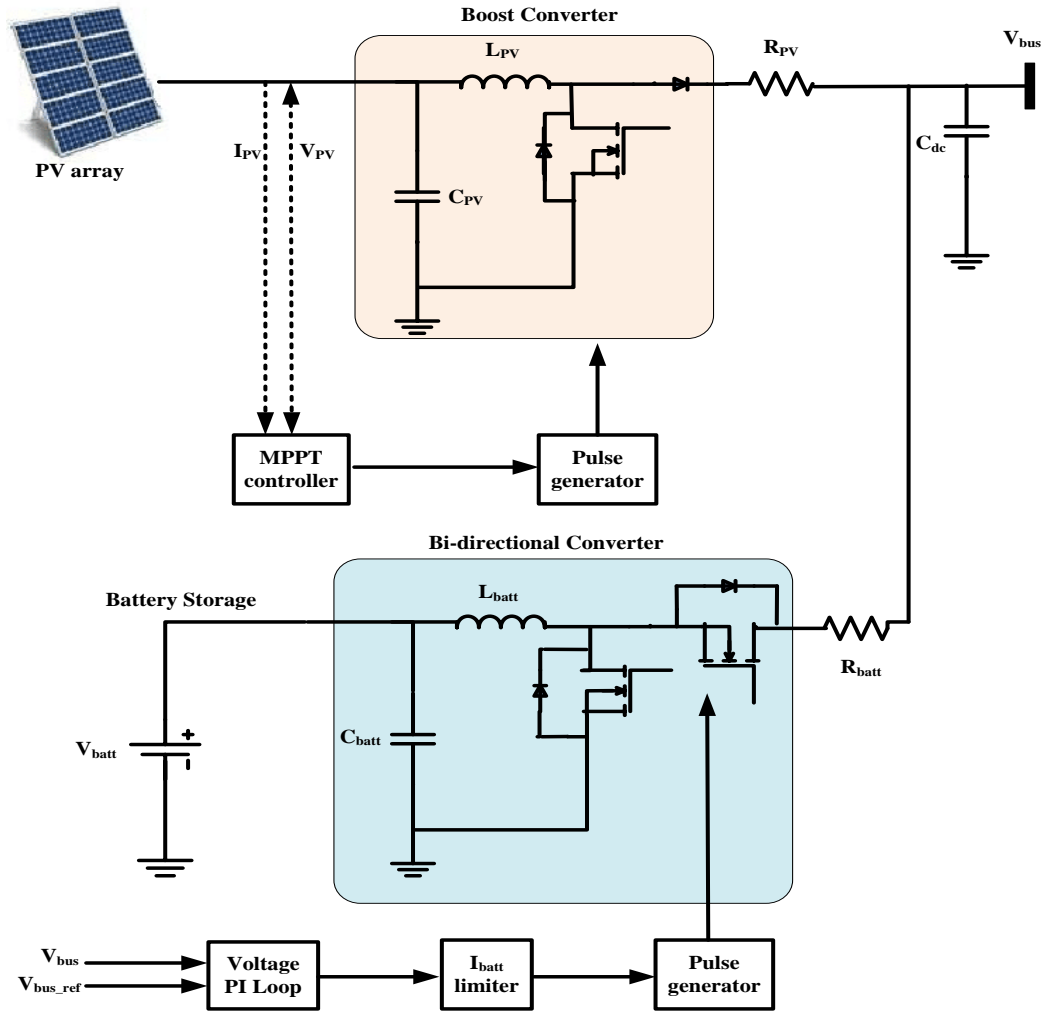 Boost Converter
L_PV
R_PV
V_bus
I_PV
V_PV
C_dc
PV array
C_PV
MPPT
controller
Pulse
generator
Bi-directional Converter
Battery Storage
L_batt
R_batt
V_batt
+
C_batt
V_bus
V_bus_ref
Voltage
PI Loop
I_batt
limiter
Pulse
generator